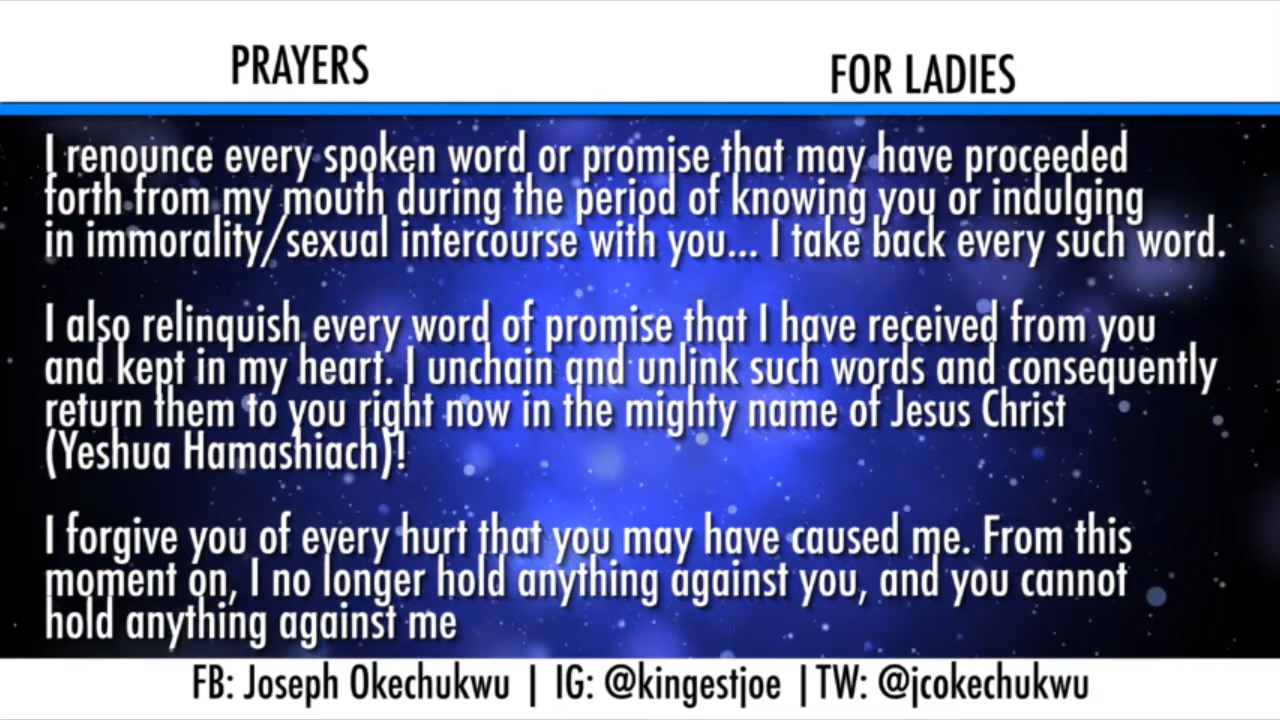 PRAYERS
FOR LADIES
I renounce every spoken word or promise that may have proceeded
forth from my mouth during the period of knowing you or indulging
in immorality/sexual intercourse with you... I take back every such word.
I also relinquish every word of promise that I have received from you
and kept in my heart. I unchain and unlink such words and consequently
return them to you right now in the mighty name of Jesus Christ
(Yeshua Hamashiach)!
I forgive you of every hurt that you may have caused me. From this
moment on, I no longer hold anything against you, and you cannot
hold anything against me
FB: Joseph Okechukwu | IG: @kingestjoe | TW: @jcokechukwu